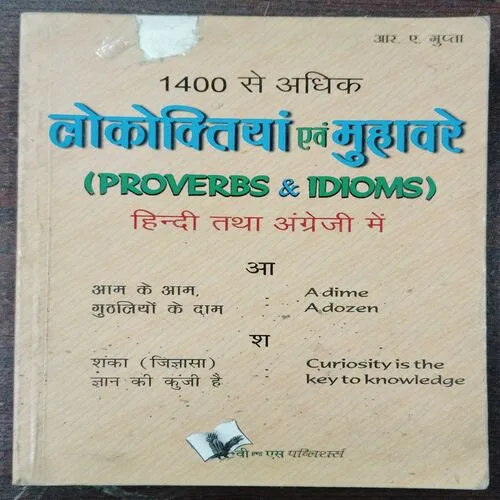 आर. ए. गुप्ता
1400 से अधिक
लोकोक्तियां एवं मुहावरे
(PROVERBS & IDIOMS)
हिन्दी तथा अंग्रेजी में
आ
आम के आम, : A dime
गुठलियों के दाम : A dozen
श
शंका (जिज्ञासा) : Curiosity is the
ज्ञान की कुंजी है : key to knowledge
वी एण्ड एस पब्लिशर्स